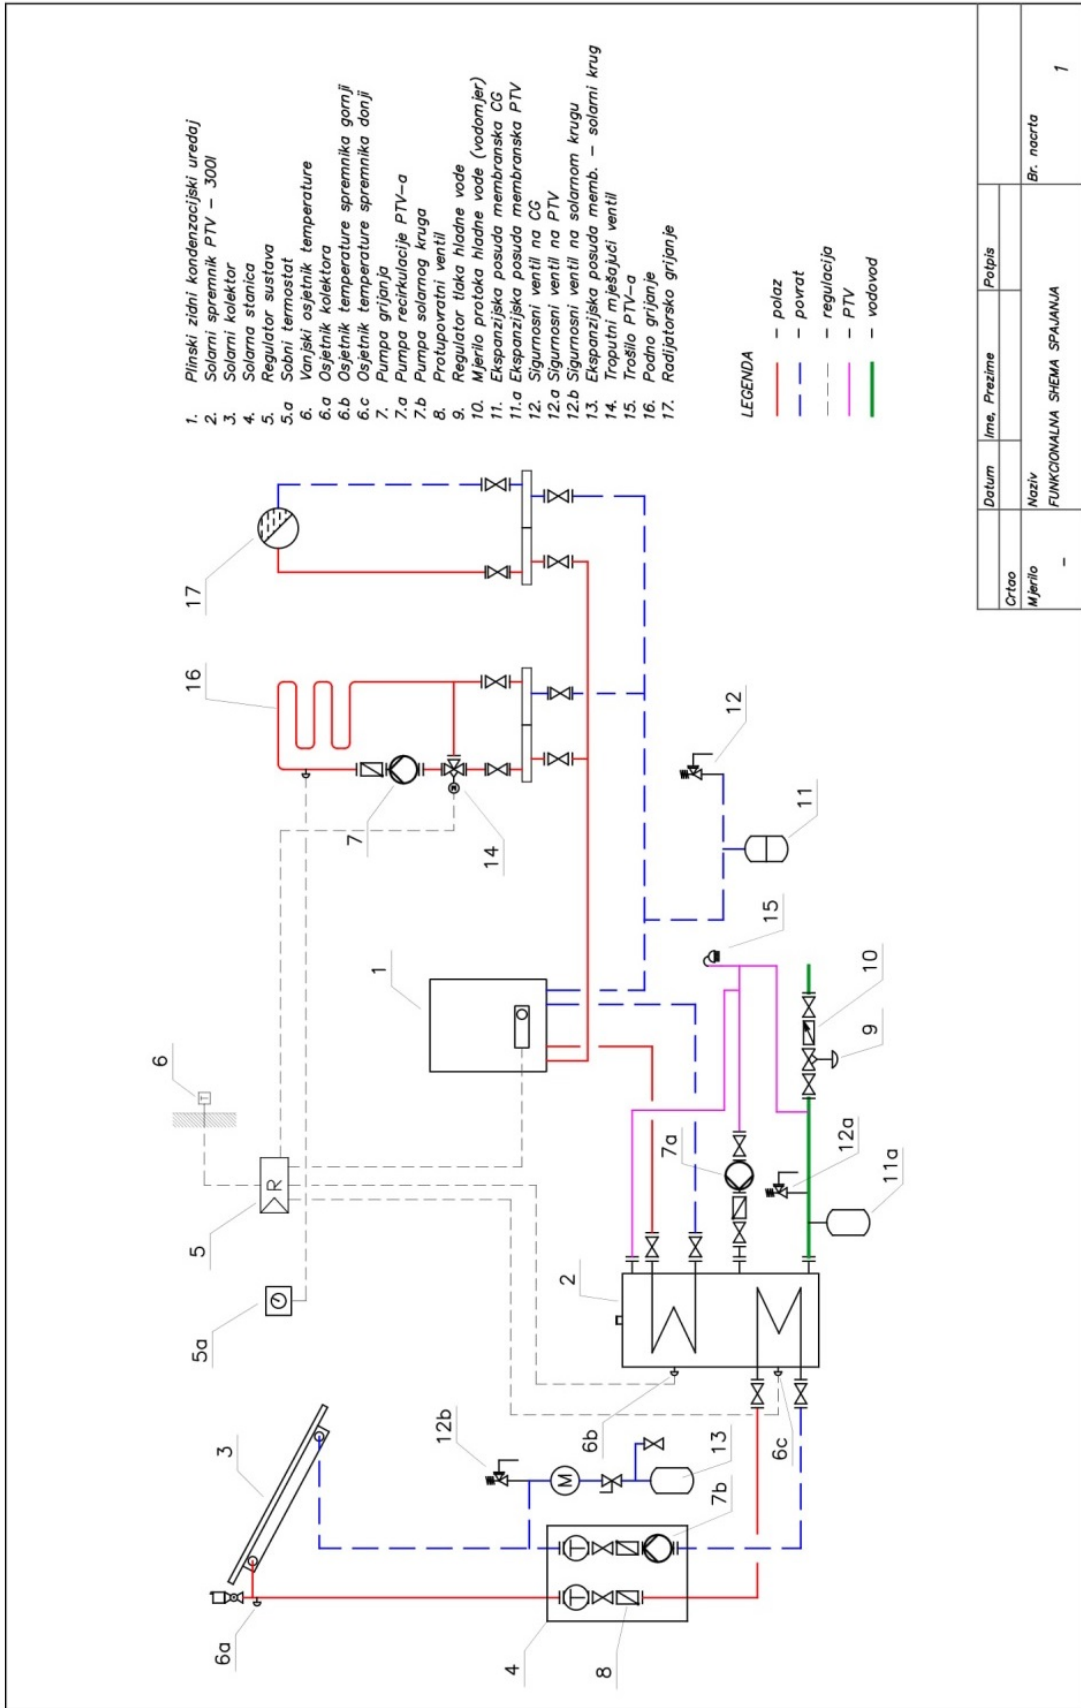 1. Plinski zidni kondenzacijski uređaj
2. Solarni spremnik PTV – 300l
3. Solarni kolektor
4. Solarna stanica
5. Regulator sustava
5.a Sobni termostat
6. Vanjski osjetnik temperature
6.a Osjetnik kolektora
6.b Osjetnik temperature spremnika gornji
6.c Osjetnik temperature spremnika donji
7. Pumpa grijanja
7.a Pumpa recirkulacije PTV–a
7.b Pumpa solarnog kruga
8. Protupovratni ventil
9. Regulator tlaka hladne vode
10. Mjerilo protoka hladne vode (vodomjer)
11. Ekspanzijska posuda membranska CG
11.a Ekspanzijska posuda membranska PTV
12. Sigurnosni ventil na CG
12.a Sigurnosni ventil na PTV
12.b Sigurnosni ventil na solarnom krugu
13. Ekspanzijska posuda memb. – solarni krug
14. Troputni mješajući ventil
15. Trošilo PTV–a
16. Podno grijanje
17. Radijatorsko grijanje
LEGENDA
– polaz
– povrat
– regulacija
– PTV
– vodovod
6a
3
5a
5
R
6
T
1
16
17
7
14
12
11
15
10
9
12a
11a
7a
2
6b
6c
12b
M
13
7b
T
T
4
8
Datum Ime, Prezime Potpis
Crtao
Mjerilo Naziv Br. nacrta
– FUNKCIONALNA SHEMA SPAJANJA 1